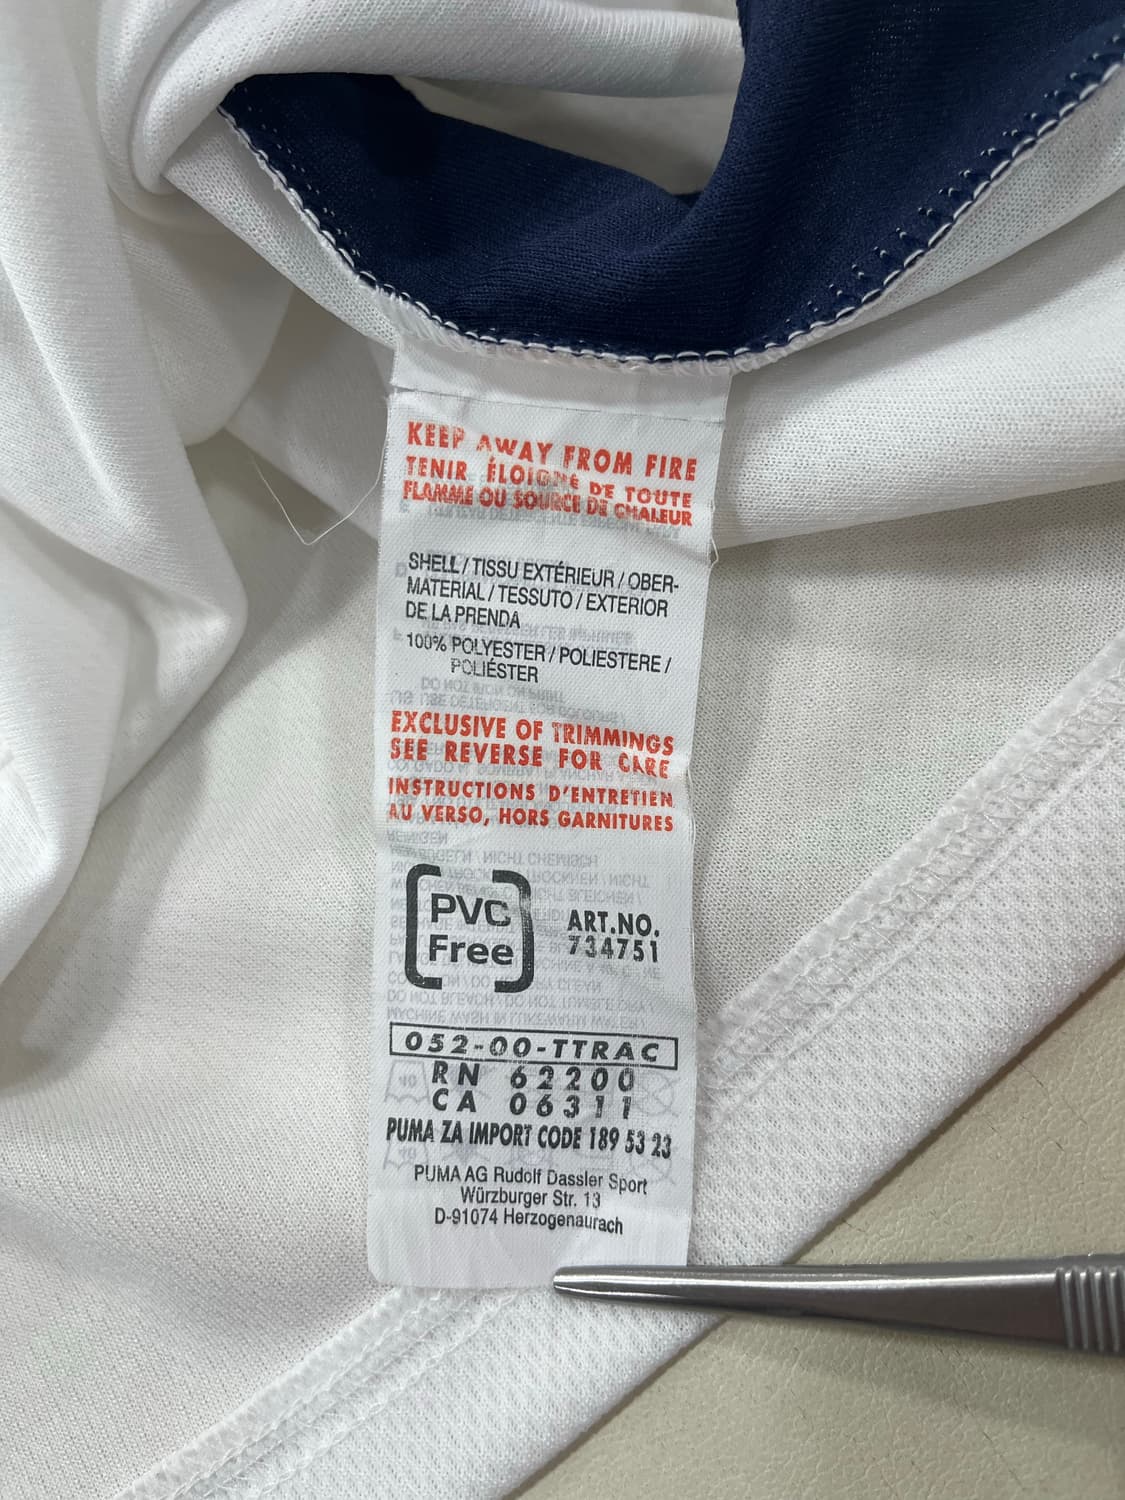 KEEP AWAY FROM FIRE
TENIR ÉLOIGNÉ DE TOUTE
FLAMME OU SOURCE DE CHALEUR
SHELL / TISSU EXTÉRIEUR / OBER-
MATERIAL / TESSUTO / EXTERIOR
DE LA PRENDA
100% POLYESTER / POLIESTERE /
POLIÉSTER
EXCLUSIVE OF TRIMMINGS
SEE REVERSE FOR CARE
INSTRUCTIONS D'ENTRETIEN
AU VERSO, HORS GARNITURES
PVC
Free
ART.NO.
734751
052-00-TTRAC
RN 62200
CA 06311
PUMA ZA IMPORT CODE 189 53 23
PUMA AG Rudolf Dassler Sport
Würzburger Str. 13
D-91074 Herzogenaurach